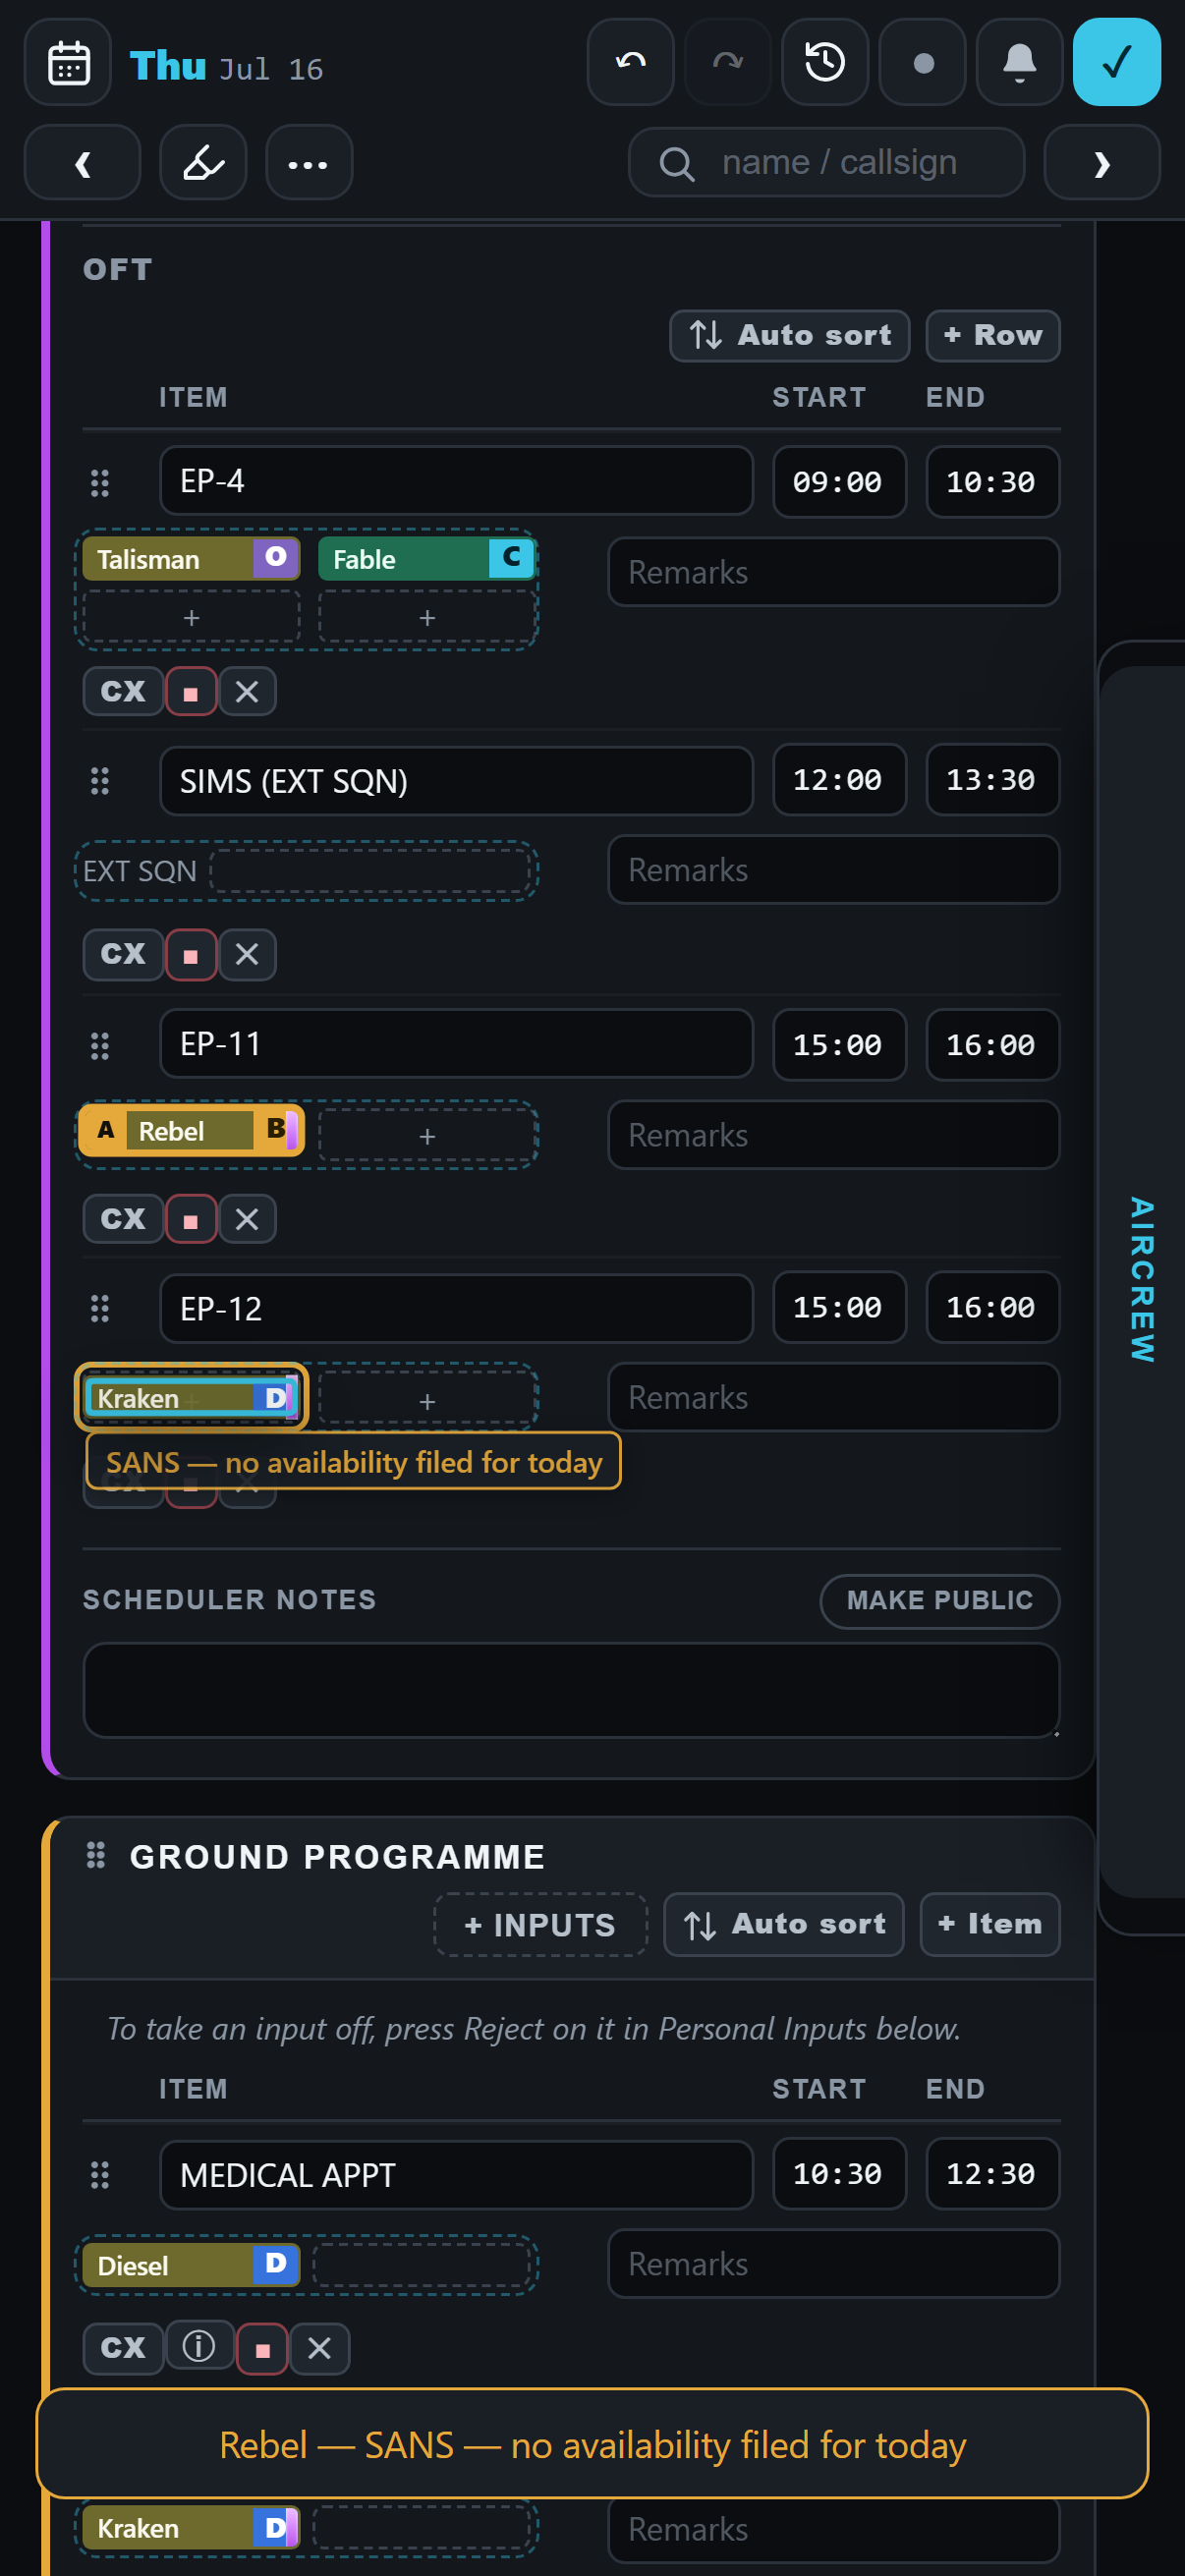 Thu Jul 16
name / callsign
OFT
Auto sort + Row
ITEM START END
EP-4 09:00 10:30
Talisman O Fable C Remarks
+ +
CX
SIMS (EXT SQN) 12:00 13:30
EXT SQN Remarks
CX
EP-11 15:00 16:00
A Rebel B + Remarks
CX
EP-12 15:00 16:00
Kraken D + Remarks
SANS — no availability filed for today
SCHEDULER NOTES MAKE PUBLIC
AIRCREW
GROUND PROGRAMME
+ INPUTS Auto sort + Item
To take an input off, press Reject on it in Personal Inputs below.
ITEM START END
MEDICAL APPT 10:30 12:30
Diesel D Remarks
CX
Rebel — SANS — no availability filed for today
Kraken D Remarks